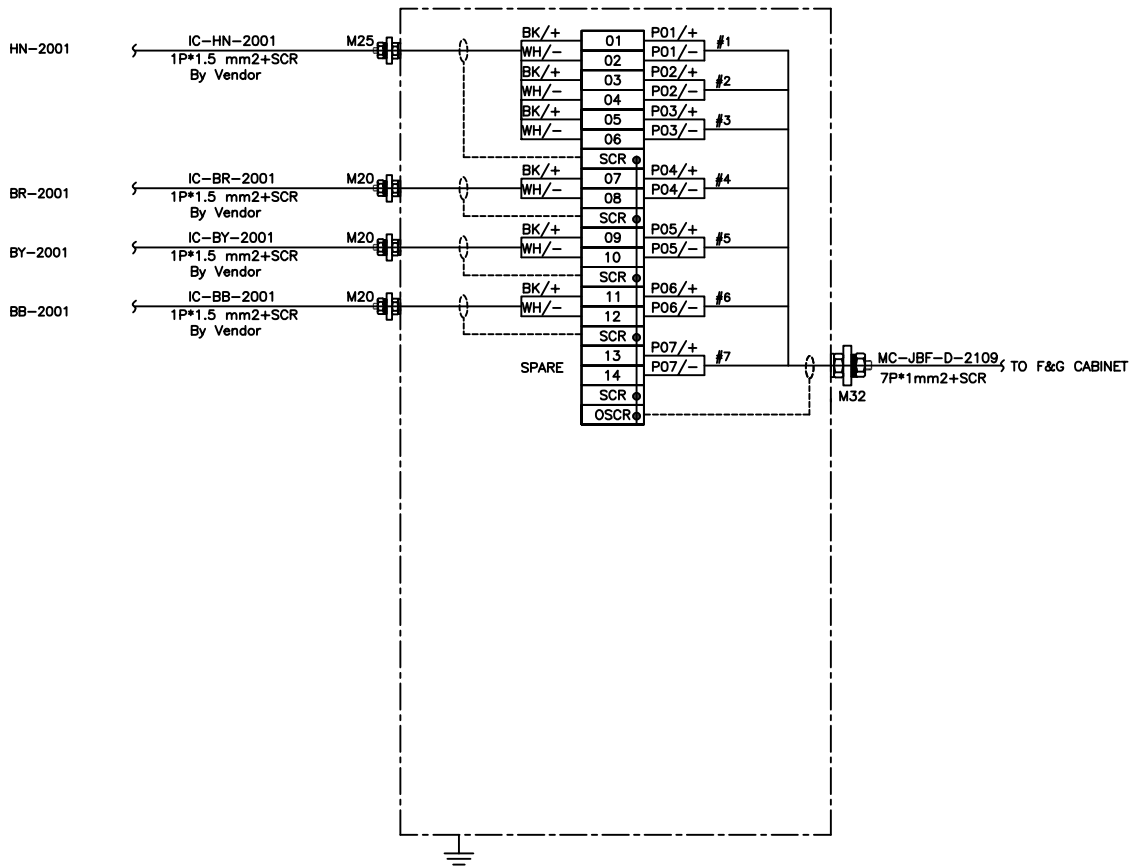 HN-2001
IC-HN-2001
1P*1.5 mm2+SCR
By Vendor
M25
BK/+
WH/-
BK/+
WH/-
BK/+
WH/-
01
02
03
04
05
06
SCR
P01/+
P01/-
#1
P02/+
P02/-
#2
P03/+
P03/-
#3
BR-2001
IC-BR-2001
1P*1.5 mm2+SCR
By Vendor
M20
BK/+
WH/-
07
08
SCR
P04/+
P04/-
#4
BY-2001
IC-BY-2001
1P*1.5 mm2+SCR
By Vendor
M20
BK/+
WH/-
09
10
SCR
P05/+
P05/-
#5
BB-2001
IC-BB-2001
1P*1.5 mm2+SCR
By Vendor
M20
BK/+
WH/-
11
12
SCR
P06/+
P06/-
#6
SPARE
13
14
SCR
OSCR
P07/+
P07/-
#7
M32
MC-JBF-D-2109
7P*1mm2+SCR
TO F&G CABINET